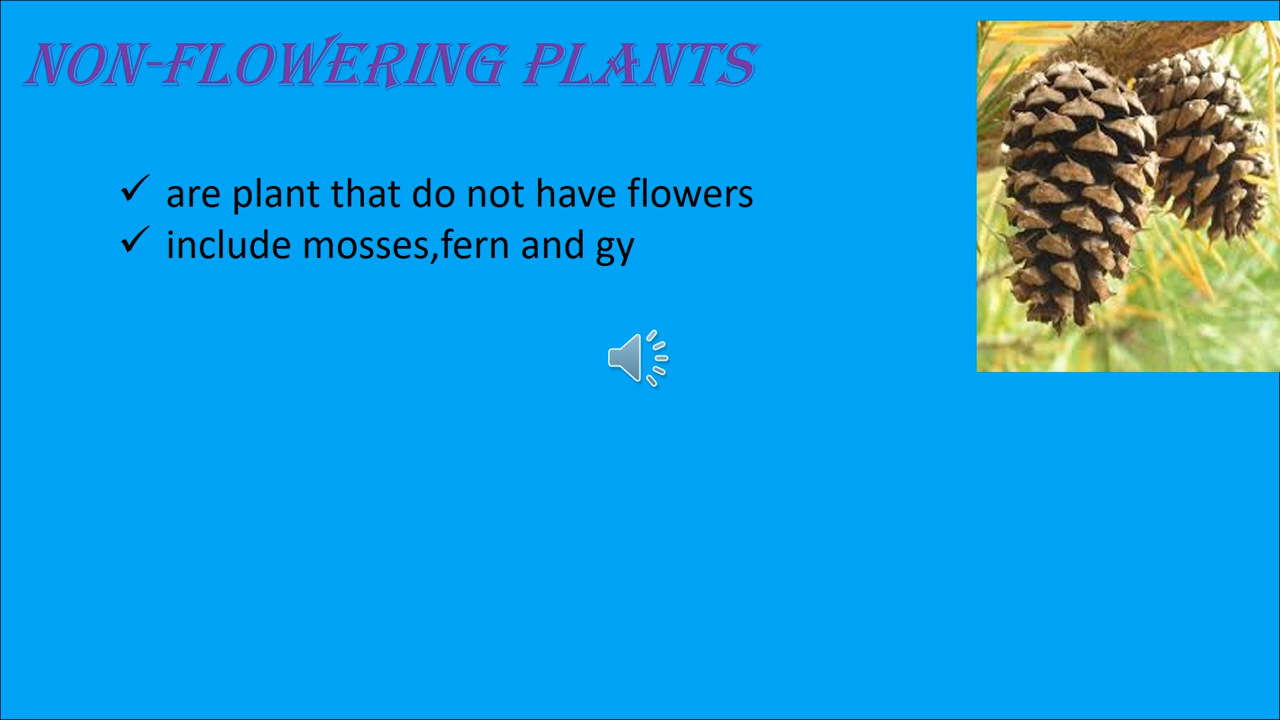 NON-FLOWERING PLANTS
are plant that do not have flowers
include mosses,fern and gy